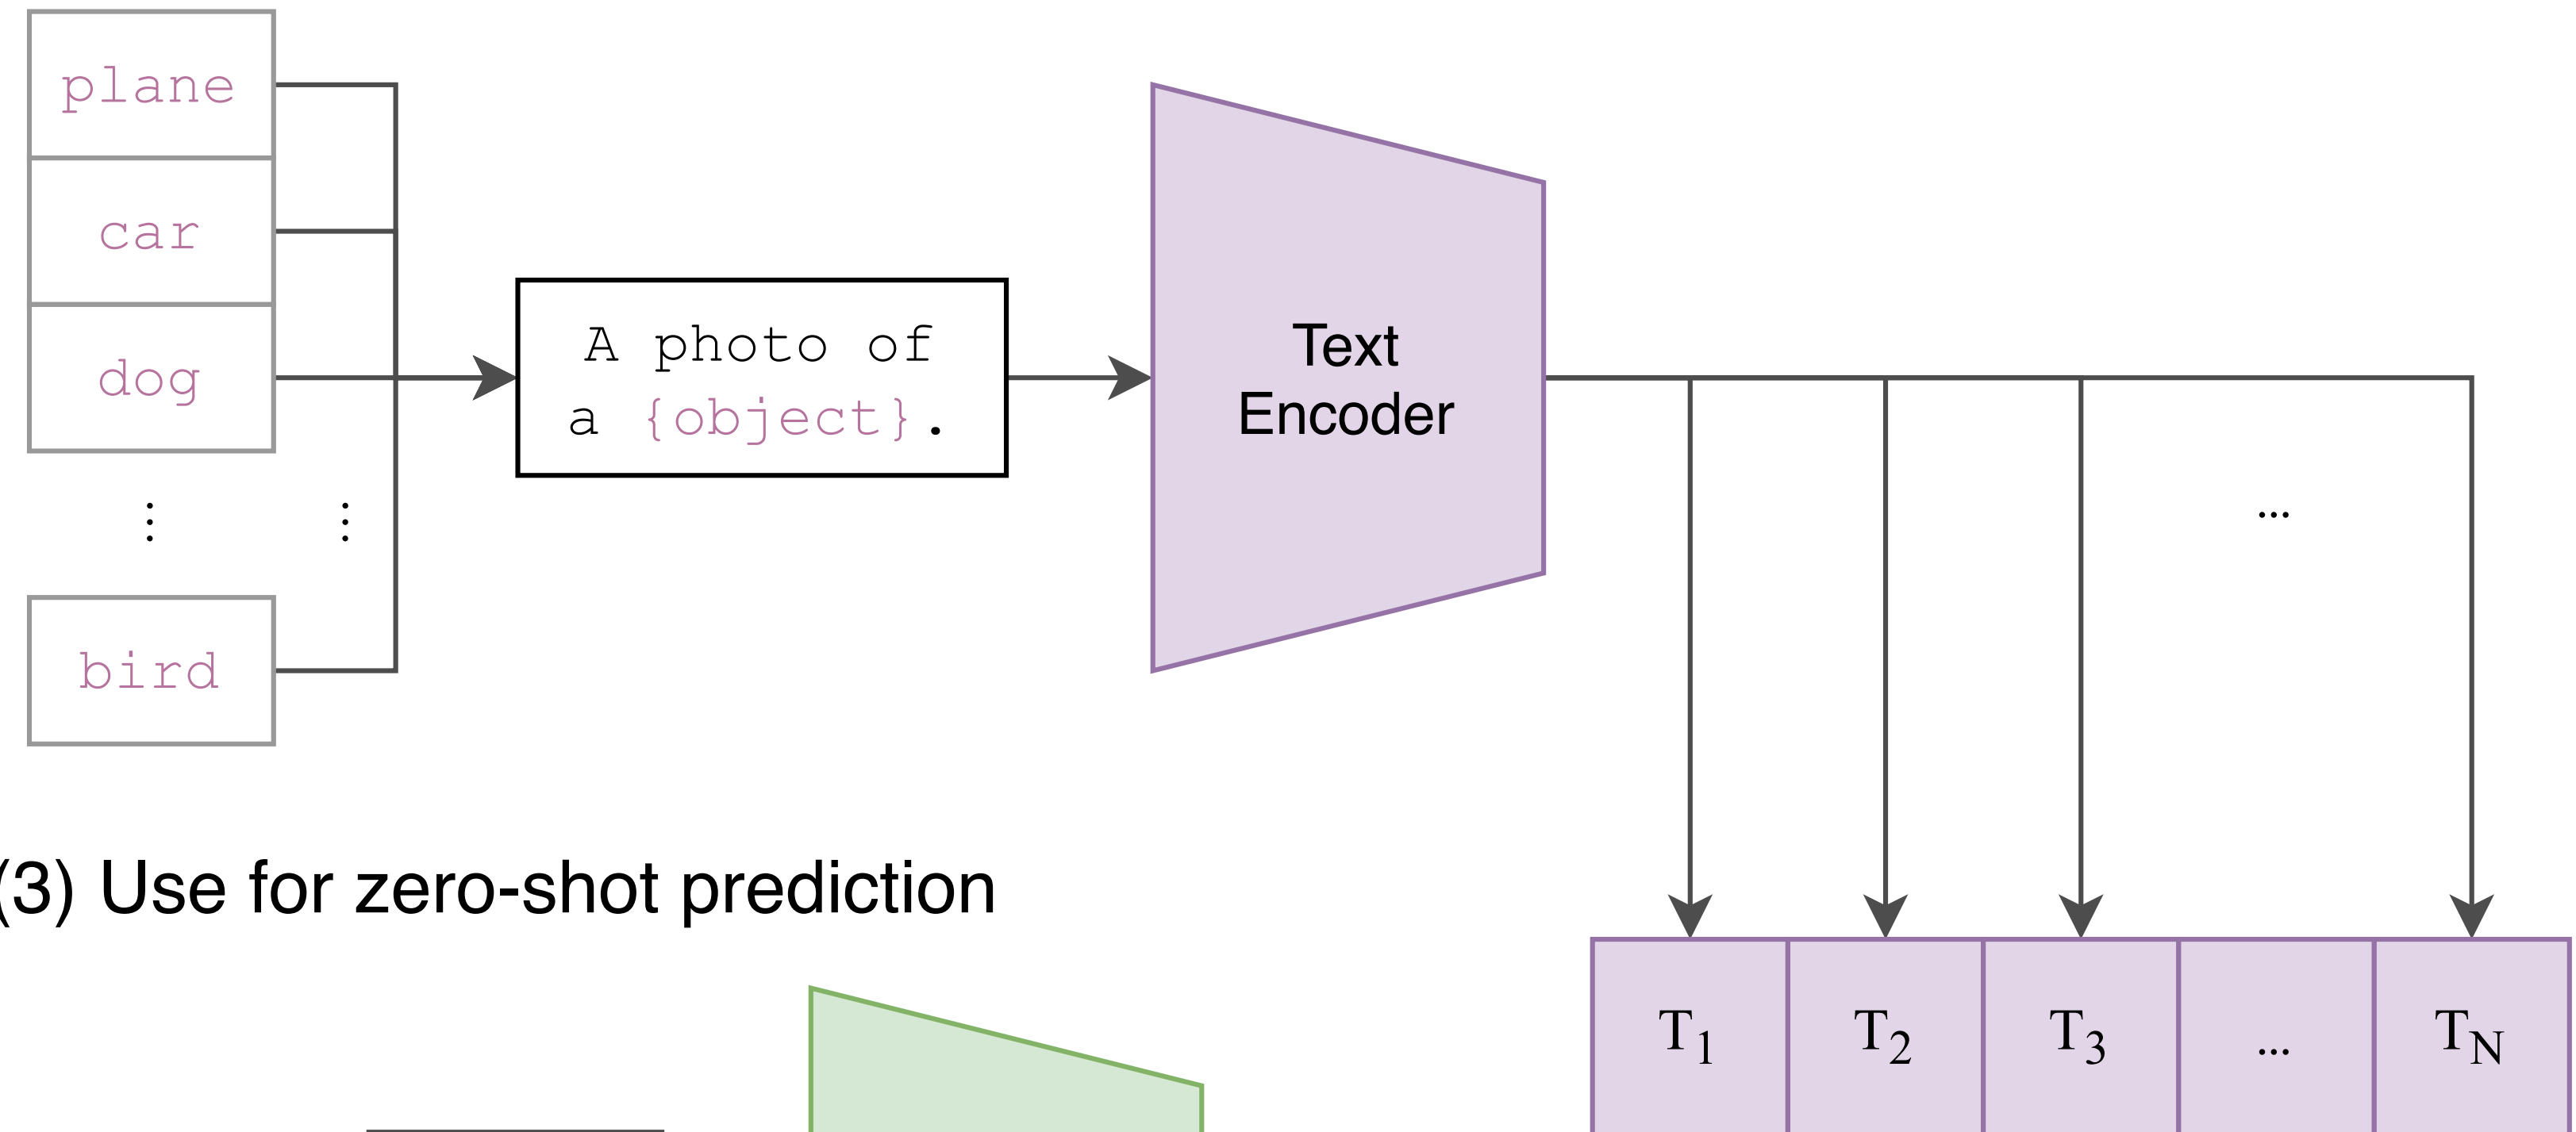 plane
car
dog
⋮ ⋮
bird
A photo of
a {object}.
Text
Encoder
...
(3) Use for zero-shot prediction
T1 T2 T3 ... TN